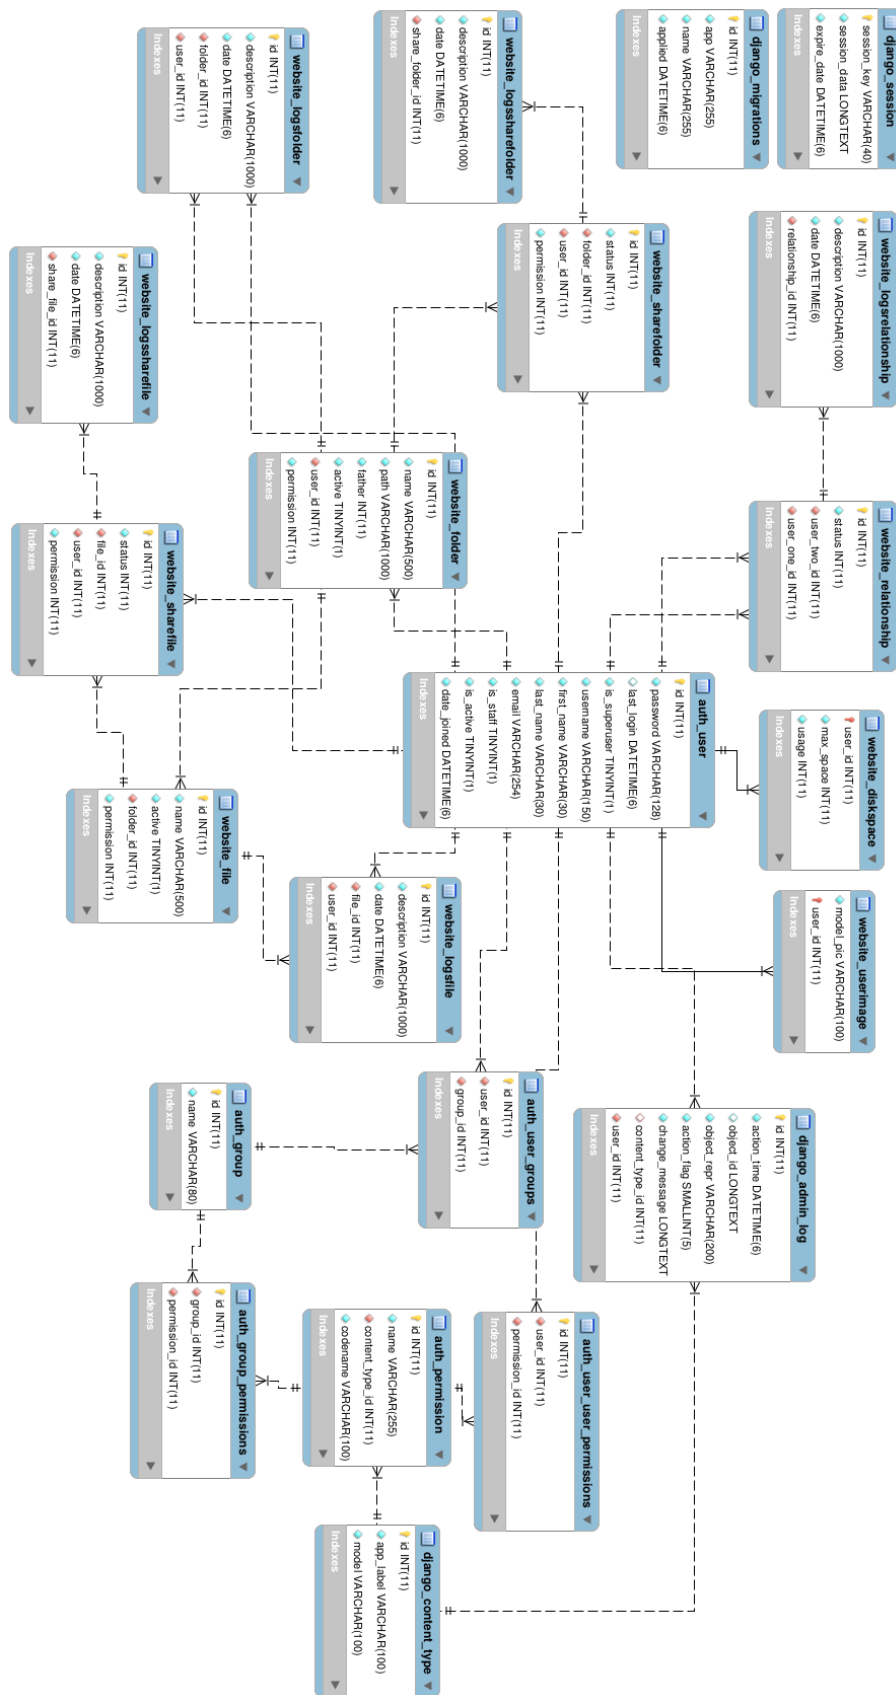 django_session
session_key VARCHAR(40)
session_data LONGTEXT
expire_date DATETIME(6)
Indexes
website_logsrelationship
id INT(11)
description VARCHAR(1000)
date DATETIME(6)
relationship_id INT(11)
Indexes
website_relationship
id INT(11)
status INT(11)
user_two_id INT(11)
user_one_id INT(11)
Indexes
website_diskspace
user_id INT(11)
max_space INT(11)
usage INT(11)
Indexes
website_userimage
model_pic VARCHAR(100)
user_id INT(11)
Indexes
django_admin_log
id INT(11)
action_time DATETIME(6)
object_id LONGTEXT
object_repr VARCHAR(200)
action_flag SMALLINT(5)
change_message LONGTEXT
content_type_id INT(11)
user_id INT(11)
Indexes
django_migrations
id INT(11)
app VARCHAR(255)
name VARCHAR(255)
applied DATETIME(6)
Indexes
website_sharefolder
id INT(11)
status INT(11)
folder_id INT(11)
user_id INT(11)
permission INT(11)
Indexes
auth_user
id INT(11)
password VARCHAR(128)
last_login DATETIME(6)
is_superuser TINYINT(1)
username VARCHAR(150)
first_name VARCHAR(30)
last_name VARCHAR(30)
email VARCHAR(254)
is_staff TINYINT(1)
is_active TINYINT(1)
date_joined DATETIME(6)
auth_user_groups
id INT(11)
user_id INT(11)
group_id INT(11)
Indexes
auth_user_user_permissions
id INT(11)
user_id INT(11)
permission_id INT(11)
Indexes
website_logssharefolder
id INT(11)
description VARCHAR(1000)
date DATETIME(6)
share_folder_id INT(11)
Indexes
website_folder
id INT(11)
name VARCHAR(500)
path VARCHAR(1000)
father INT(11)
active TINYINT(1)
user_id INT(11)
permission INT(11)
Indexes
website_logsfile
id INT(11)
description VARCHAR(1000)
date DATETIME(6)
file_id INT(11)
user_id INT(11)
Indexes
auth_permission
id INT(11)
name VARCHAR(255)
content_type_id INT(11)
codename VARCHAR(100)
Indexes
django_content_type
id INT(11)
app_label VARCHAR(100)
model VARCHAR(100)
Indexes
website_logsfolder
id INT(11)
description VARCHAR(1000)
date DATETIME(6)
folder_id INT(11)
user_id INT(11)
Indexes
website_logssharefile
id INT(11)
description VARCHAR(1000)
date DATETIME(6)
share_file_id INT(11)
Indexes
website_sharefile
id INT(11)
status INT(11)
file_id INT(11)
user_id INT(11)
permission INT(11)
Indexes
website_file
id INT(11)
name VARCHAR(500)
active TINYINT(1)
folder_id INT(11)
permission INT(11)
Indexes
auth_group
id INT(11)
name VARCHAR(80)
Indexes
auth_group_permissions
id INT(11)
group_id INT(11)
permission_id INT(11)
Indexes